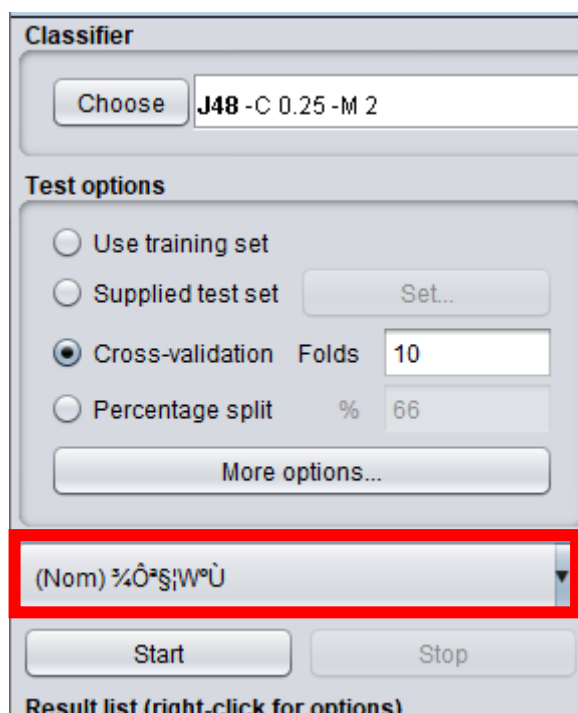 Classifier
Choose J48 -C 0.25 -M 2
Test options
Use training set
Supplied test set Set...
Cross-validation Folds 10
Percentage split % 66
More options...
(Nom) ¾Ôª§¦WºÙ
Start Stop
Result list (right-click for options)